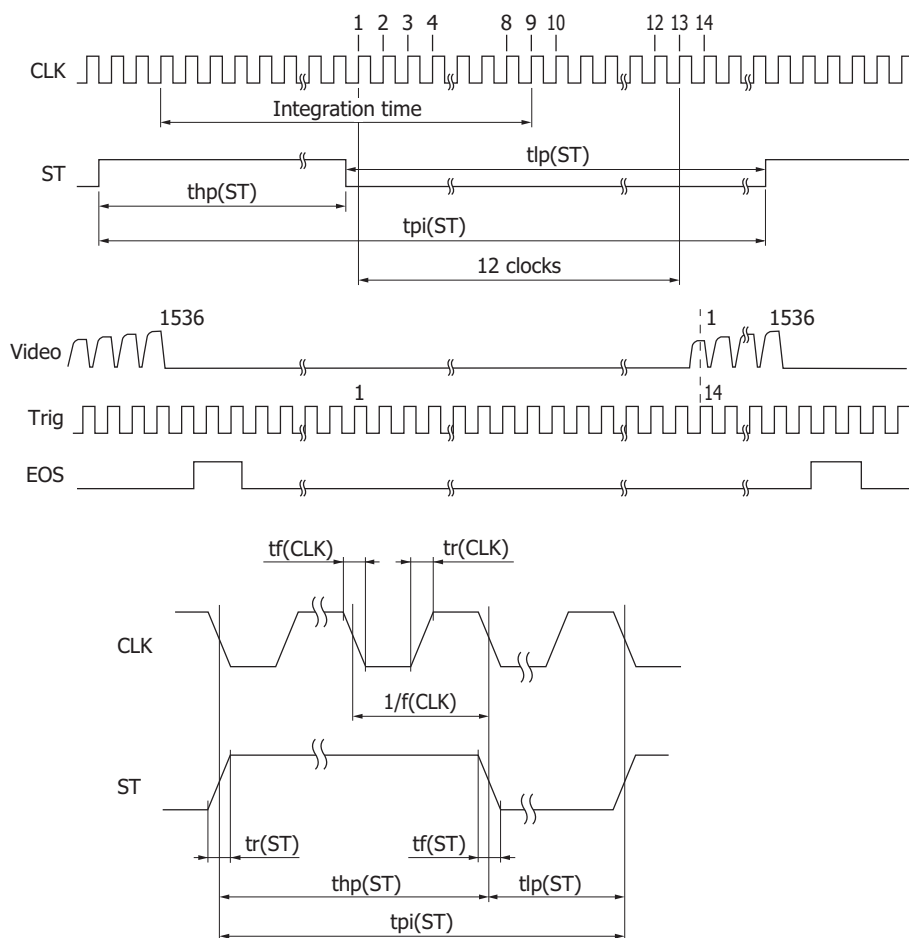 1 2 3 4 8 9 10 12 13 14
CLK
Integration time
tlp(ST)
ST
thp(ST)
tpi(ST)
12 clocks
1536 1 1536
Video
1 14
Trig
EOS
tf(CLK) tr(CLK)
CLK
1/f(CLK)
ST
tr(ST) tf(ST)
thp(ST) tlp(ST)
tpi(ST)